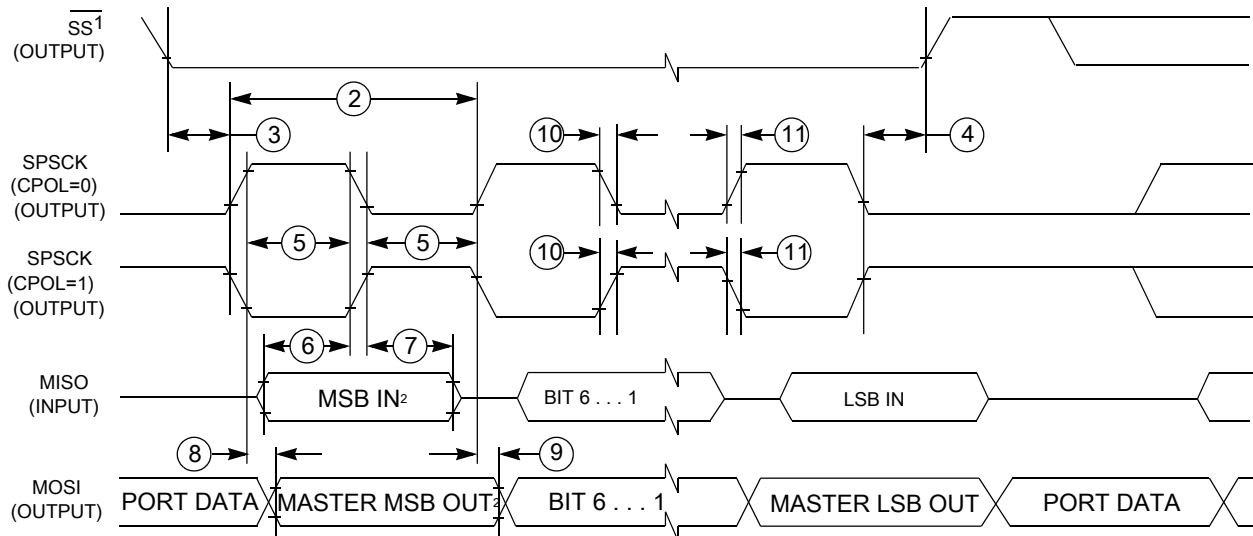 SS1
(OUTPUT)
2
3
10
11
4
SPSCK
(CPOL=0)
(OUTPUT)
5
5
SPSCK
(CPOL=1)
(OUTPUT)
10
11
6
7
MISO
(INPUT)
MSB IN2
BIT 6 . . . 1
LSB IN
8
9
MOSI
(OUTPUT)
PORT DATA
MASTER MSB OUT2
BIT 6 . . . 1
MASTER LSB OUT
PORT DATA